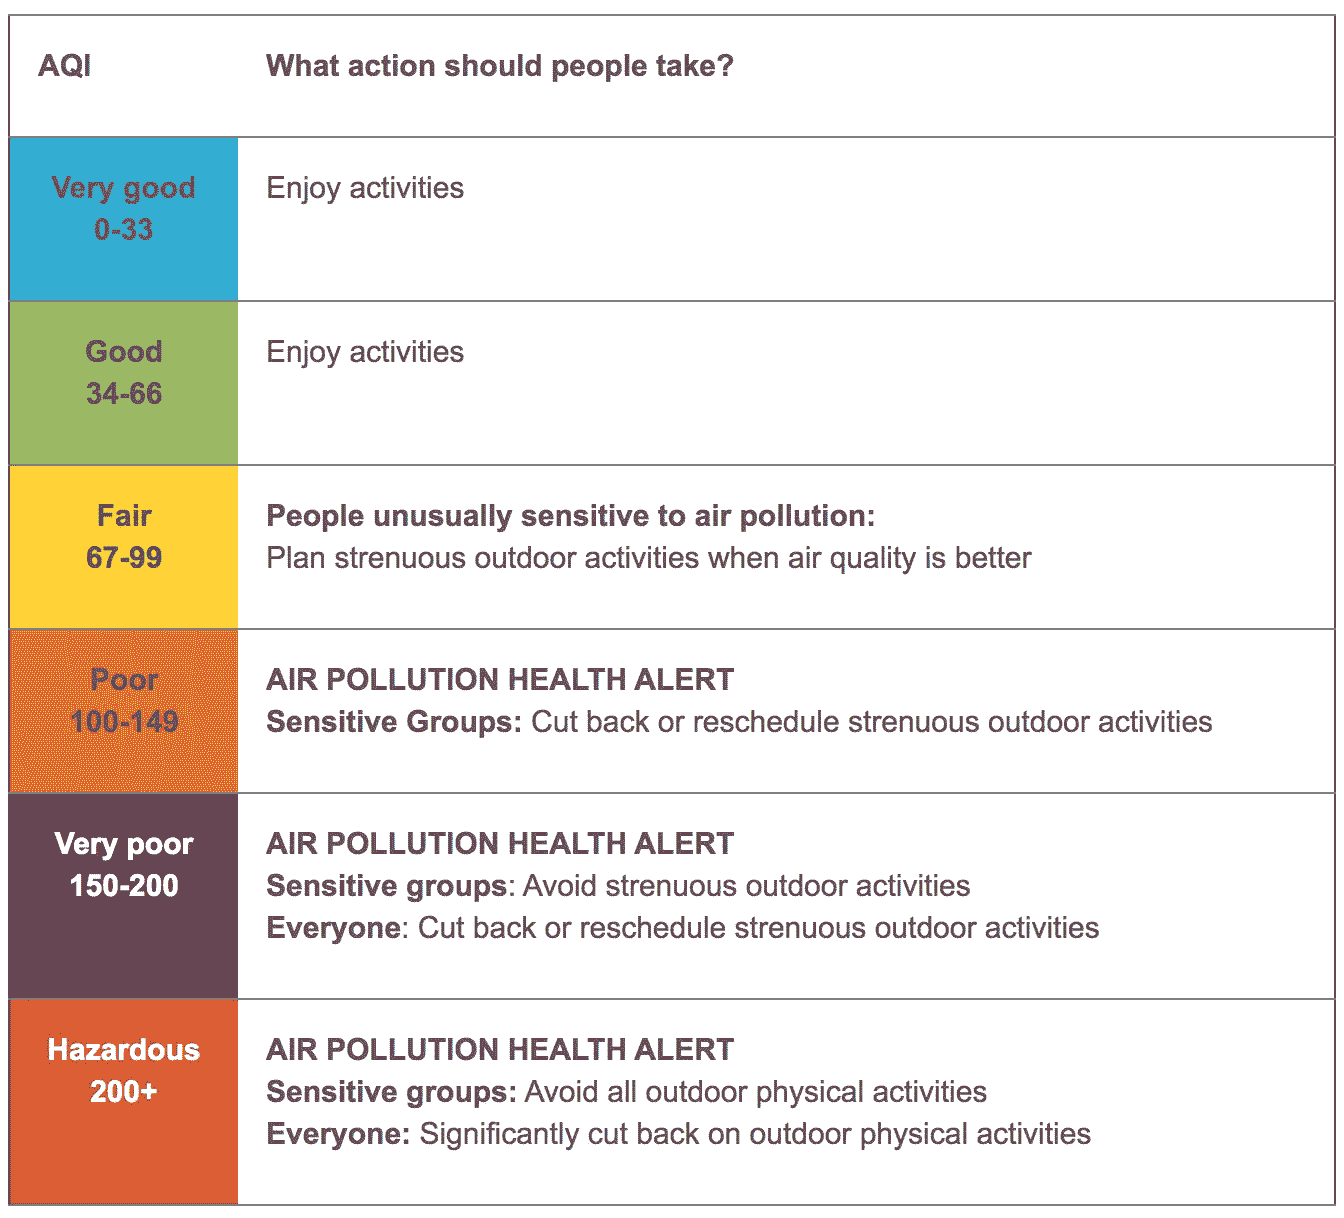 AQI
What action should people take?
Very good
0-33
Enjoy activities
Good
34-66
Enjoy activities
Fair
67-99
People unusually sensitive to air pollution:
Plan strenuous outdoor activities when air quality is better
Poor
100-149
AIR POLLUTION HEALTH ALERT
Sensitive Groups: Cut back or reschedule strenuous outdoor activities
Very poor
150-200
AIR POLLUTION HEALTH ALERT
Sensitive groups: Avoid strenuous outdoor activities
Everyone: Cut back or reschedule strenuous outdoor activities
Hazardous
200+
AIR POLLUTION HEALTH ALERT
Sensitive groups: Avoid all outdoor physical activities
Everyone: Significantly cut back on outdoor physical activities